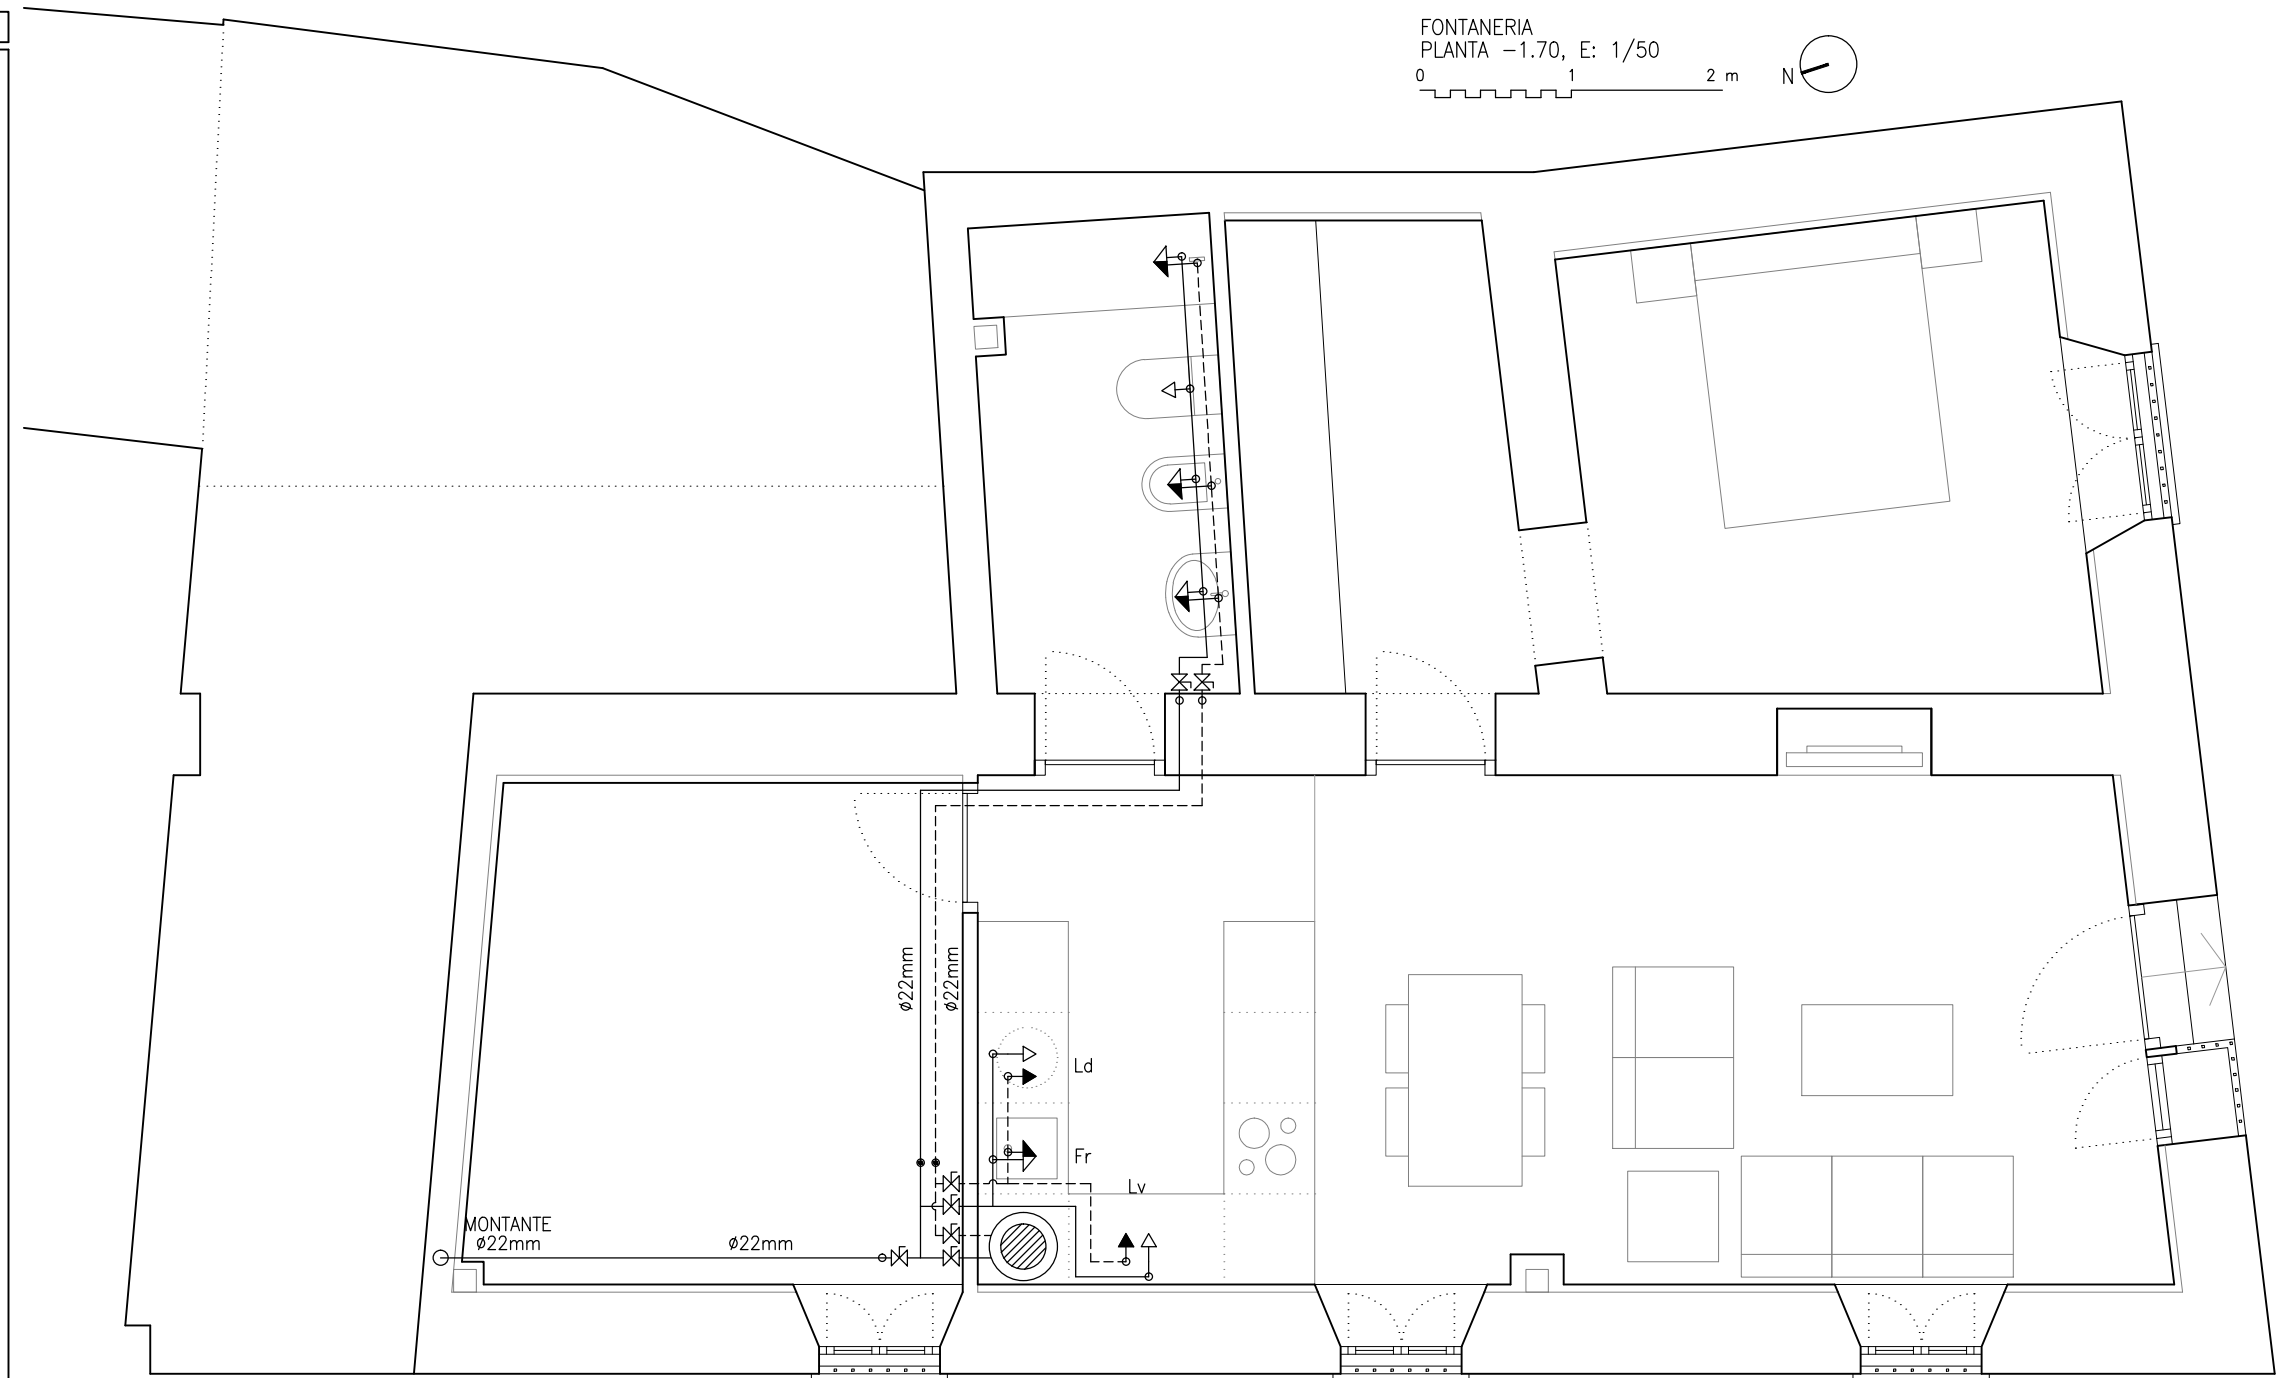 FONTANERIA
PLANTA −1.70, E: 1/50
0 1 2 m
N
ø22mm
ø22mm
Ld
Fr
Lv
MONTANTE
ø22mm
ø22mm